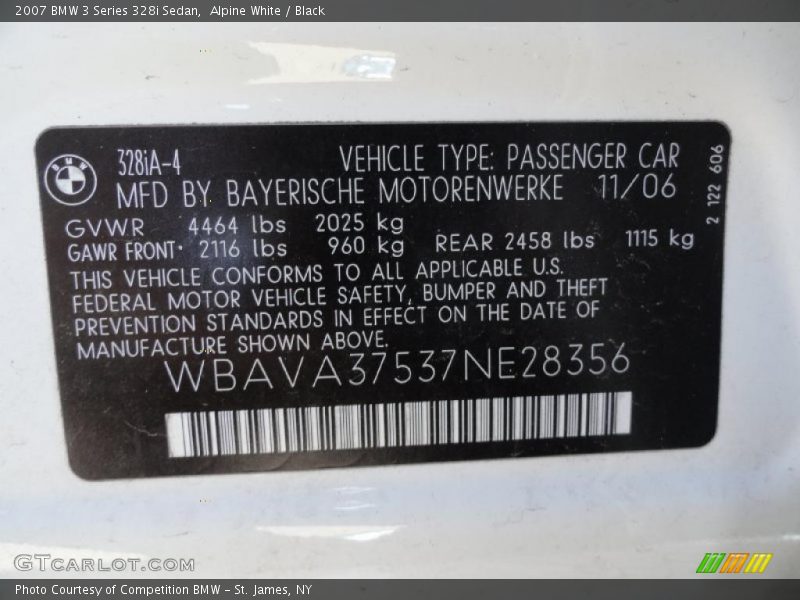 2007 BMW 3 Series 328i Sedan,  Alpine White / Black
BMW
328iA-4
VEHICLE TYPE: PASSENGER CAR
MFD BY BAYERISCHE MOTORENWERKE 11/06
2 122 606
GVWR 4464 lbs 2025 kg
GAWR FRONT: 2116 lbs 960 kg REAR 2458 lbs 1115 kg
THIS VEHICLE CONFORMS TO ALL APPLICABLE U.S.
FEDERAL MOTOR VEHICLE SAFETY, BUMPER AND THEFT
PREVENTION STANDARDS IN EFFECT ON THE DATE OF
MANUFACTURE SHOWN ABOVE.
WBAVA37537NE28356
GTCARLOT.COM
Photo Courtesy of Competition BMW – St. James, NY